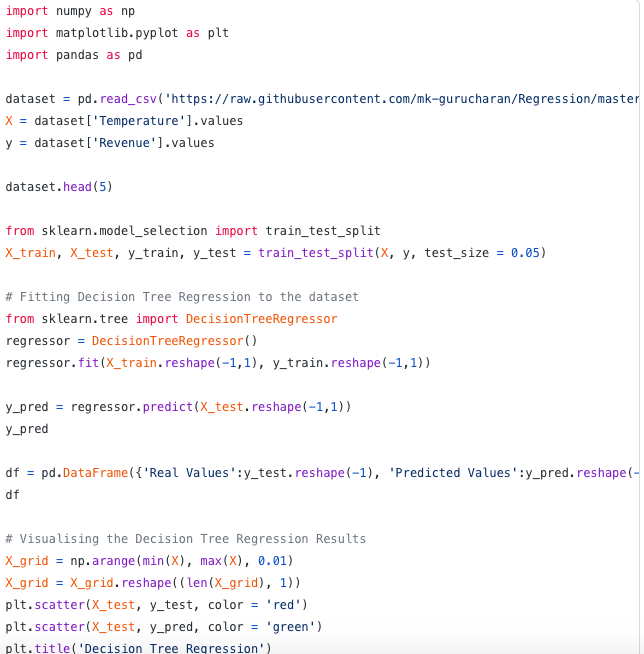 import numpy as np
import matplotlib.pyplot as plt
import pandas as pd
dataset = pd.read_csv('https://raw.githubusercontent.com/mk-gurucharan/Regression/master
X = dataset['Temperature'].values
y = dataset['Revenue'].values
dataset.head(5)
from sklearn.model_selection import train_test_split
X_train, X_test, y_train, y_test = train_test_split(X, y, test_size = 0.05)
# Fitting Decision Tree Regression to the dataset
from sklearn.tree import DecisionTreeRegressor
regressor = DecisionTreeRegressor()
regressor.fit(X_train.reshape(-1,1), y_train.reshape(-1,1))
y_pred = regressor.predict(X_test.reshape(-1,1))
y_pred
df = pd.DataFrame({'Real Values':y_test.reshape(-1), 'Predicted Values':y_pred.reshape(-
df
# Visualising the Decision Tree Regression Results
X_grid = np.arange(min(X), max(X), 0.01)
X_grid = X_grid.reshape((len(X_grid), 1))
plt.scatter(X_test, y_test, color = 'red')
plt.scatter(X_test, y_pred, color = 'green')
plt.title('Decision Tree Regression')